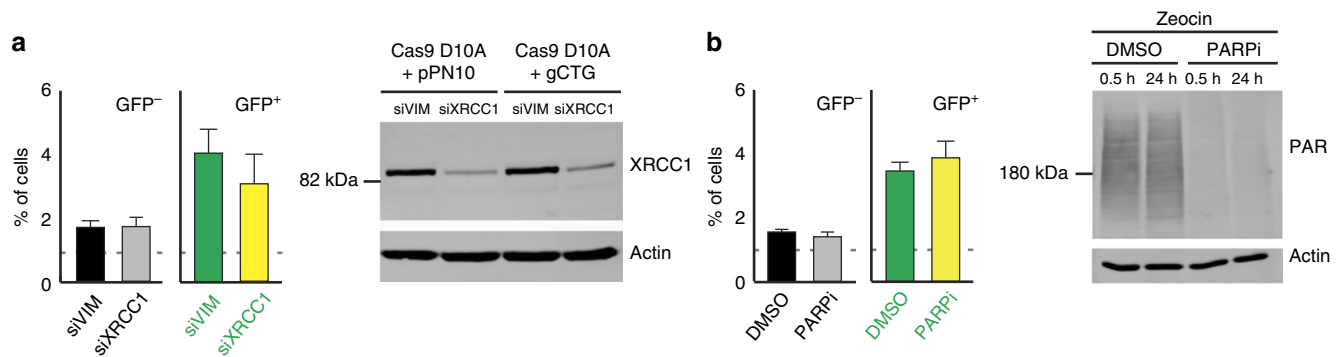 a
% of cells
6
4
2
0
GFP⁻
GFP⁺
siVIM
siXRCC1
siVIM
siXRCC1
Cas9 D10A
+ pPN10
Cas9 D10A
+ gCTG
siVIM siXRCC1 siVIM siXRCC1
82 kDa
XRCC1
Actin
b
% of cells
6
4
2
0
GFP⁻
GFP⁺
DMSO
PARPi
DMSO
PARPi
Zeocin
DMSO PARPi
0.5 h 24 h 0.5 h 24 h
180 kDa
PAR
Actin